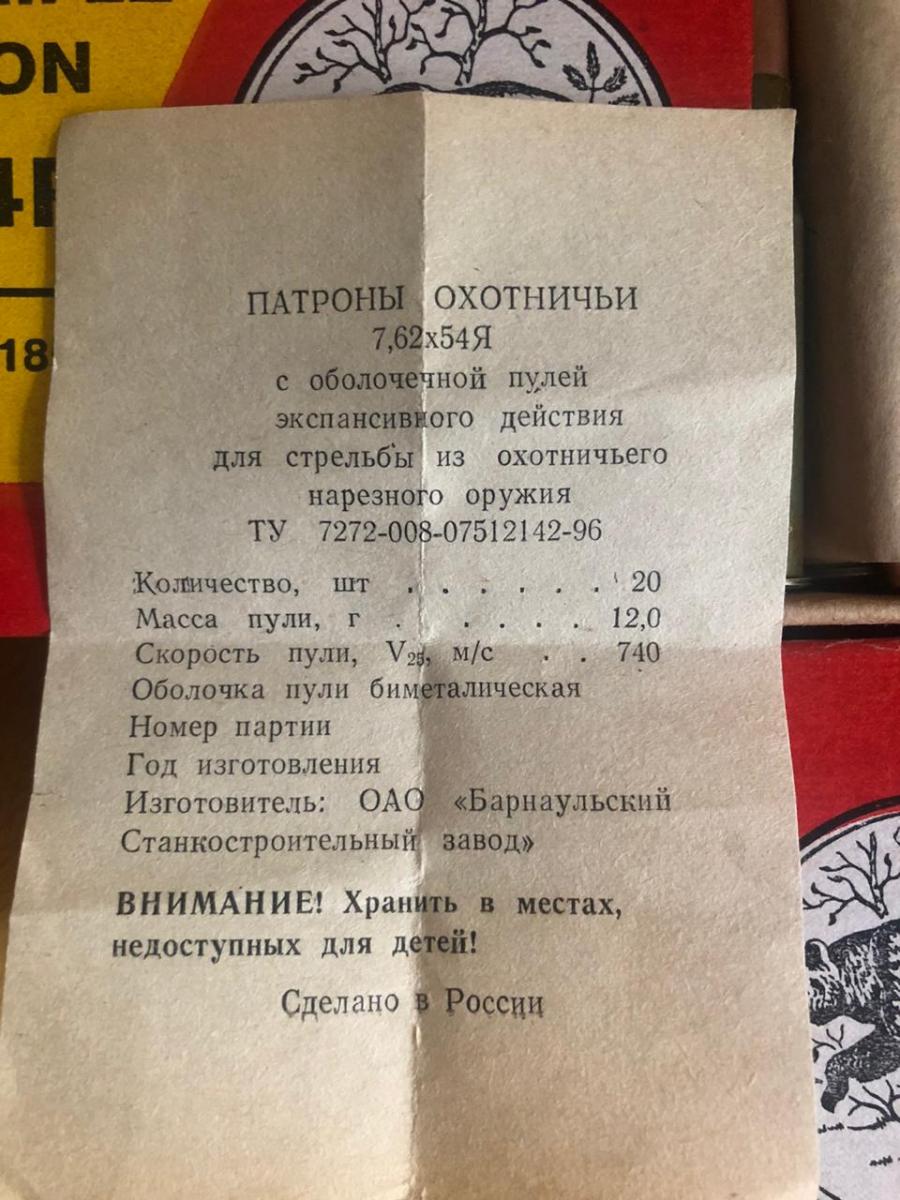 ON
18
ПАТРОНЫ ОХОТНИЧЬИ
7,62х54Я
с оболочечной пулей
экспансивного действия
для стрельбы из охотничьего
нарезного оружия
ТУ 7272-008-07512142-96
Количество, шт . . . . . . 20
Масса пули, г . . . . . 12,0
Скорость пули, V25, м/с . . 740
Оболочка пули биметалическая
Номер партии
Год изготовления
Изготовитель: ОАО «Барнаульский
Станкостроительный завод»
ВНИМАНИЕ! Хранить в местах,
недоступных для детей!
Сделано в России